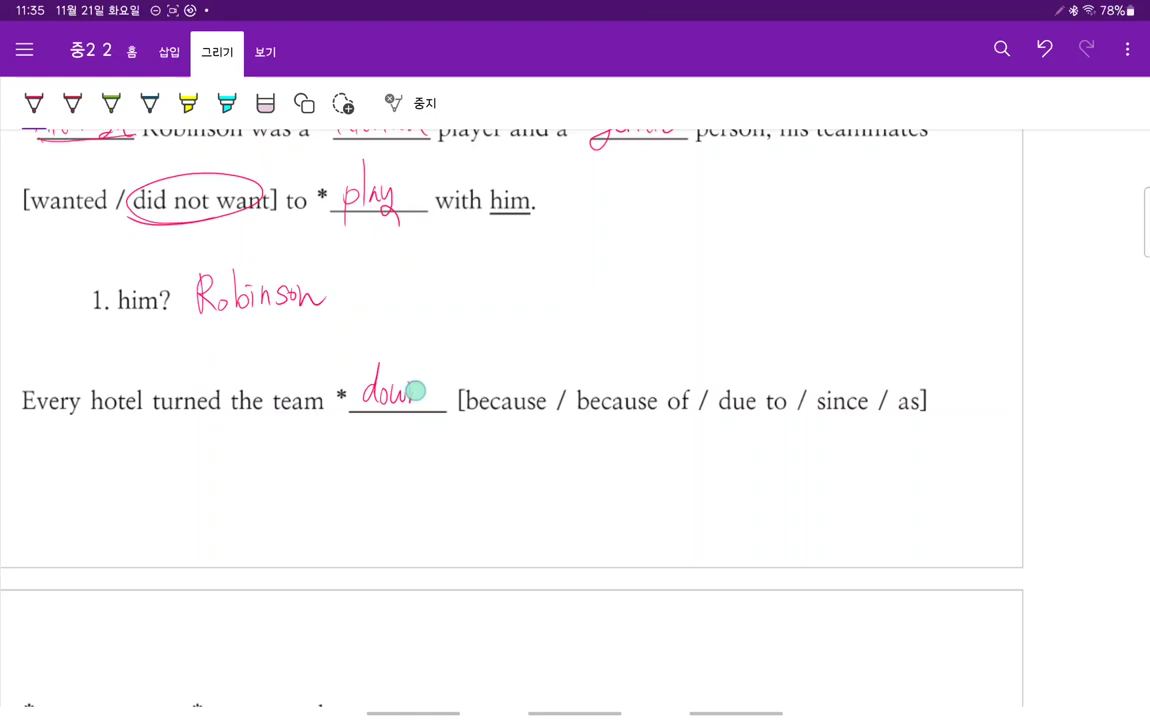 11:35 11월 21일 화요일 78%
중2 2 홈 삽입 그리기 보기
중지
Robinson was a player and a person, his teammates
[wanted / did not want] to * play with him.
1. him? Robinson
Every hotel turned the team * down [because / because of / due to / since / as]